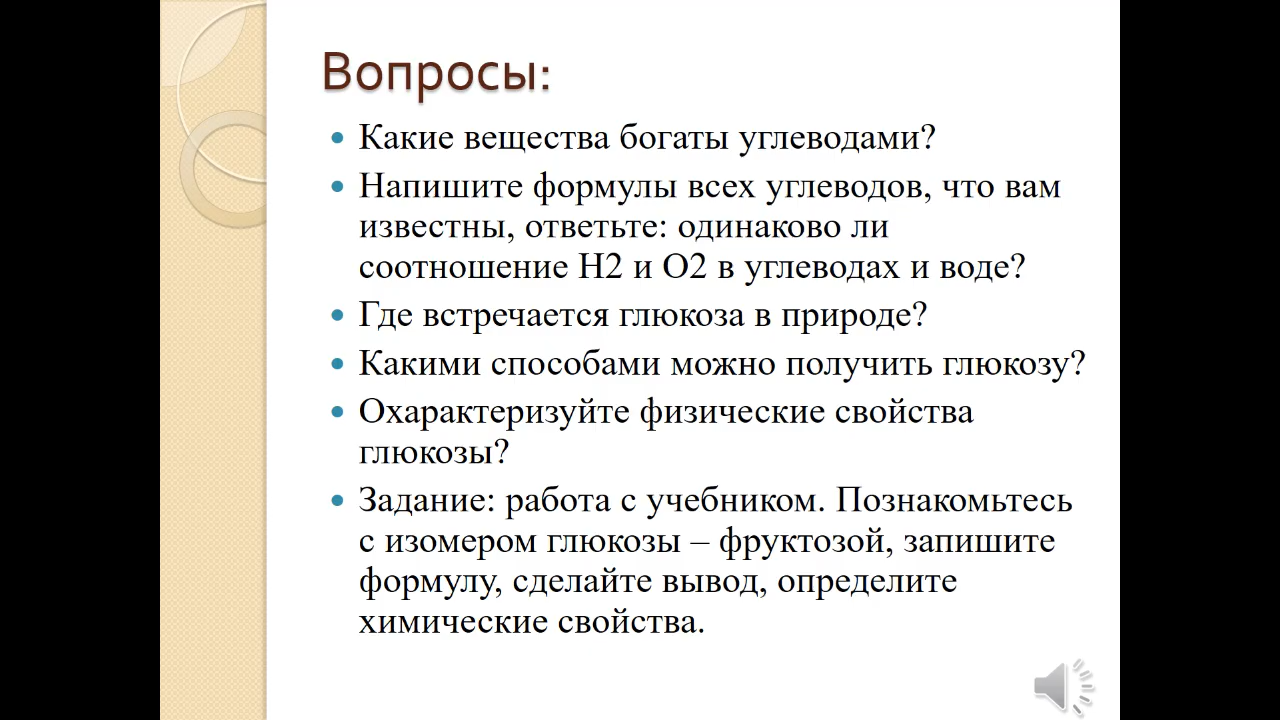 Вопросы:
Какие вещества богаты углеводами?
Напишите формулы всех углеводов, что вам
известны, ответьте: одинаково ли
соотношение Н2 и О2 в углеводах и воде?
Где встречается глюкоза в природе?
Какими способами можно получить глюкозу?
Охарактеризуйте физические свойства
глюкозы?
Задание: работа с учебником. Познакомьтесь
с изомером глюкозы – фруктозой, запишите
формулу, сделайте вывод, определите
химические свойства.